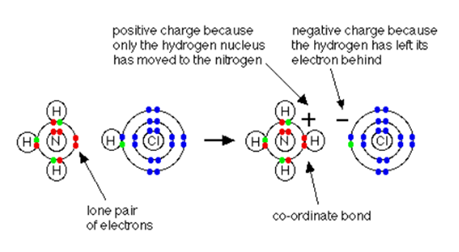 positive charge because
only the hydrogen nucleus
has moved to the nitrogen
negative charge because
the hydrogen has left its
electron behind
H
H
N
H
H
Cl
H
+
−
N
H
H
H
Cl
lone pair
of electrons
co-ordinate bond